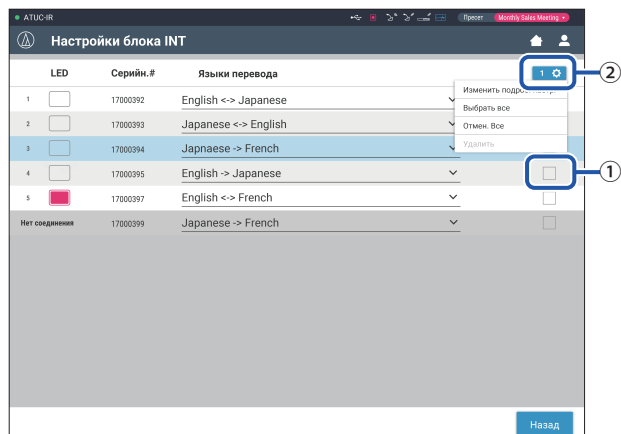 ATUC-IR
Пресет Monthly Sales Meeting
Настройки блока INT
LED Серийн.# Языки перевода 1
②
Изменить
Выбрать все
Отмен. Все
Удалить
1 17000392 English <-> Japanese
2 17000393 Japanese <-> English
3 17000394 Japnaese -> French
4 17000395 English -> Japanese
①
5 17000397 English <-> French
Нет соединения 17000399 Japanese -> French
Назад